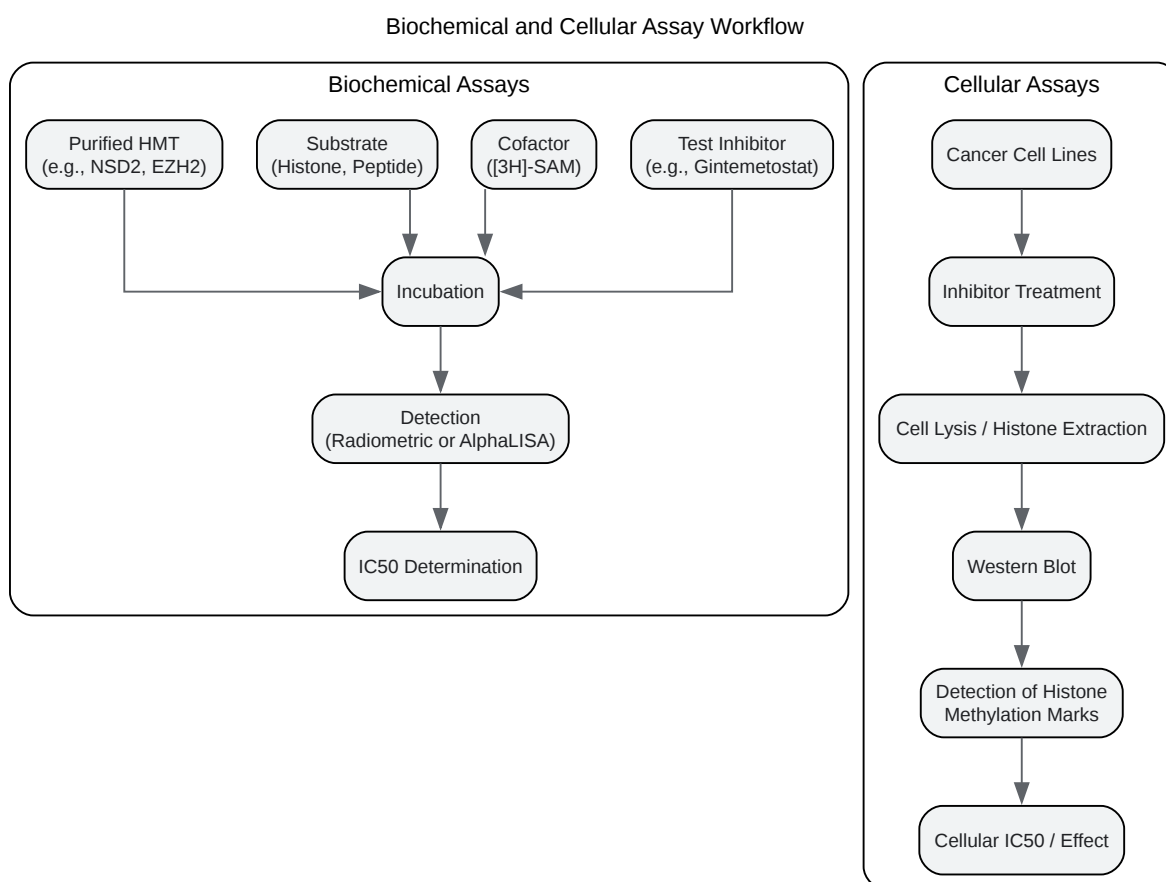 Biochemical and Cellular Assay Workflow
Biochemical Assays
Purified HMT
(e.g., NSD2, EZH2)
Substrate
(Histone, Peptide)
Cofactor
([3H]-SAM)
Test Inhibitor
(e.g., Gintemetostat)
Incubation
Detection
(Radiometric or AlphaLISA)
IC50 Determination
Cellular Assays
Cancer Cell Lines
Inhibitor Treatment
Cell Lysis / Histone Extraction
Western Blot
Detection of Histone
Methylation Marks
Cellular IC50 / Effect